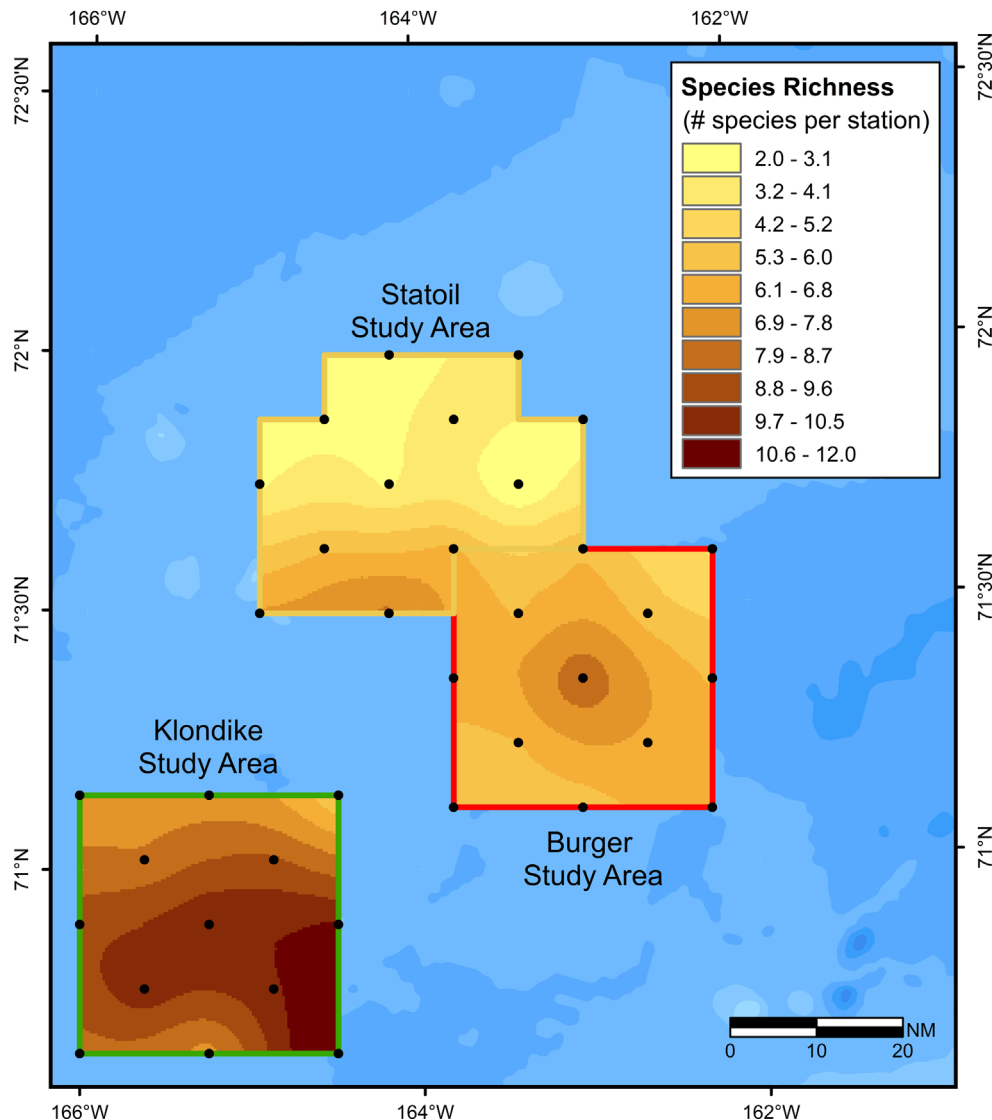 166°W
164°W
162°W
72°30'N
72°30'N
Species Richness
(# species per station)
2.0 - 3.1
3.2 - 4.1
4.2 - 5.2
5.3 - 6.0
6.1 - 6.8
6.9 - 7.8
7.9 - 8.7
8.8 - 9.6
9.7 - 10.5
10.6 - 12.0
Statoil
Study Area
72°N
72°N
71°30'N
71°30'N
Klondike
Study Area
Burger
Study Area
71°N
71°N
NM
0
10
20
166°W
164°W
162°W